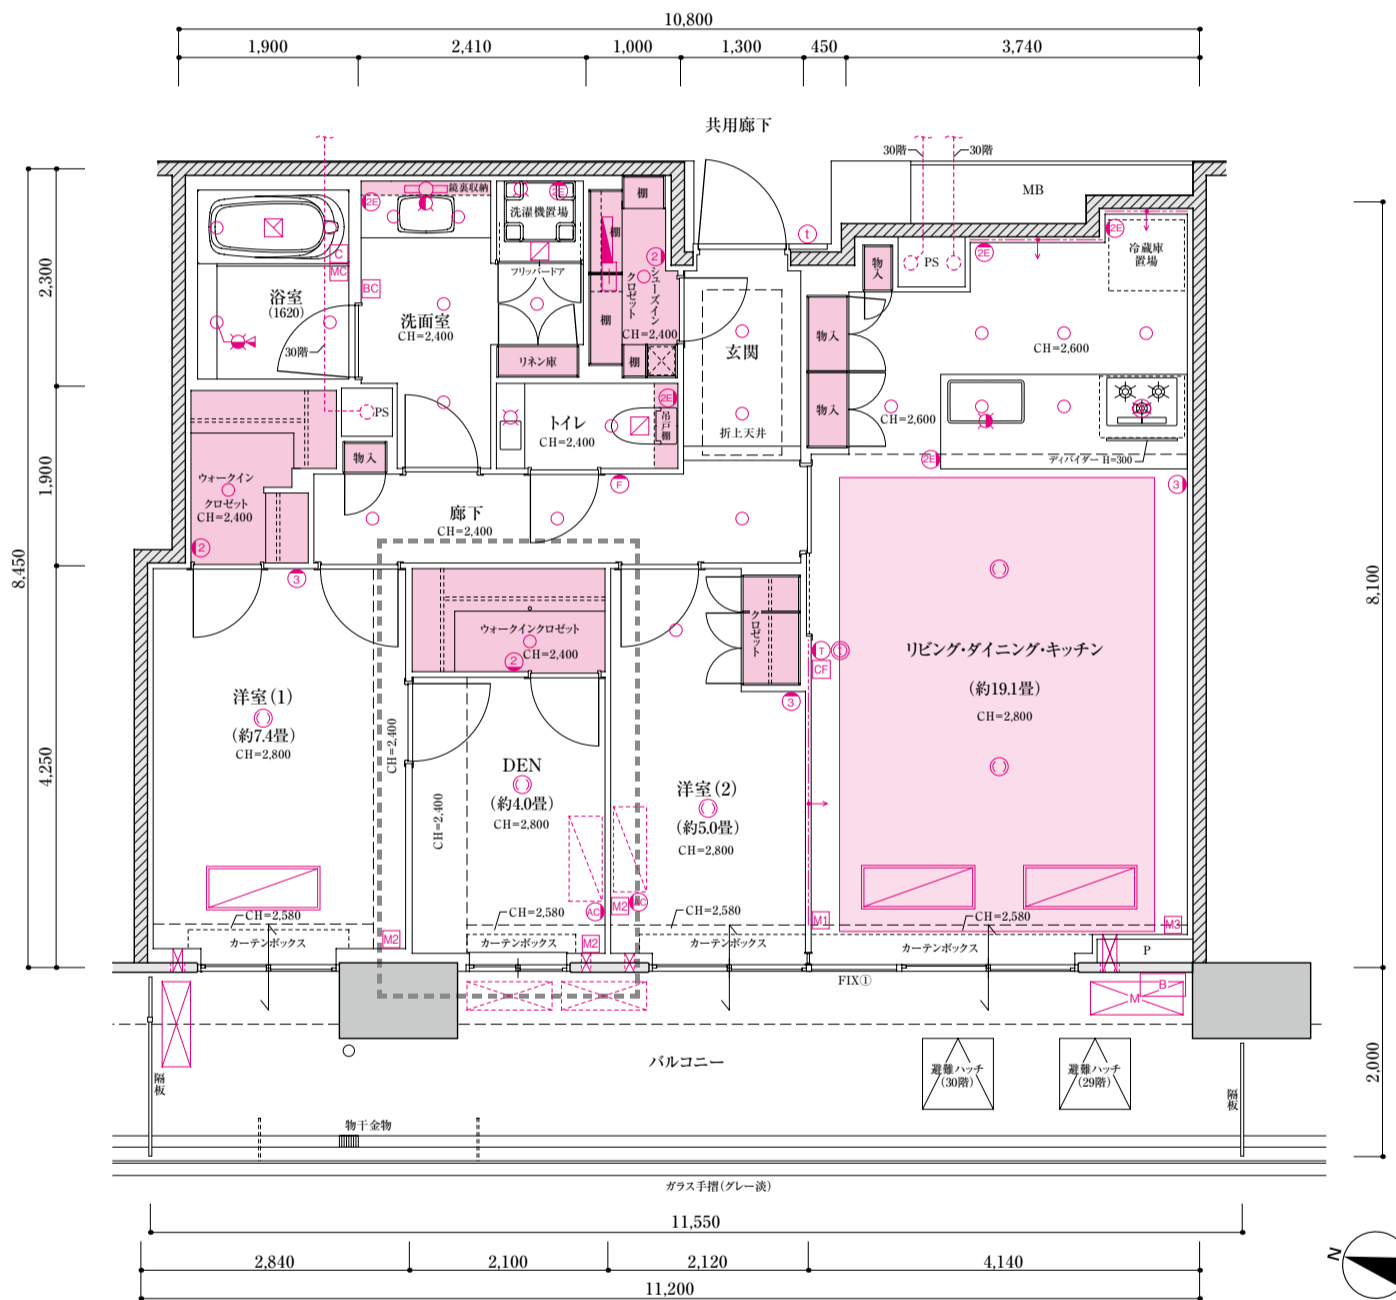 10,800
1,900
2,410
1,000
1,300
450
3,740
共用廊下
30階
30階
MB
2,300
1,900
4,250
8,450
8,100
2,000
浴室
(1620)
30階
C
MC
BC
2E
鏡裏収納
洗面室
CH=2,400
2E
洗濯機置場
フリッパードア
リネン庫
棚
棚
棚
棚
2
シューズイン
クロゼット
CH=2,400
t
玄関
折上天井
物入
PS
2E
2E
冷蔵庫
置場
物入
物入
CH=2,600
CH=2,600
ディバイダー H=300
2E
3
PS
物入
トイレ
CH=2,400
2E
吊戸棚
F
ウォークイン
クロゼット
CH=2,400
2
3
廊下
CH=2,400
ウォークインクロゼット
CH=2,400
2
クロゼット
3
T
CF
リビング・ダイニング・キッチン
(約19.1畳)
CH=2,800
洋室(1)
(約7.4畳)
CH=2,800
CH=2,400
DEN
(約4.0畳)
CH=2,800
CH=2,400
洋室(2)
(約5.0畳)
CH=2,800
AC
M2
AC
M1
M3
CH=2,580
カーテンボックス
M2
CH=2,580
カーテンボックス
M2
CH=2,580
カーテンボックス
CH=2,580
カーテンボックス
P
FIX①
M
B
バルコニー
避難ハッチ
(30階)
避難ハッチ
(29階)
隔板
隔板
物干金物
ガラス手摺(グレー淡)
11,550
2,840
2,100
2,120
4,140
11,200
N